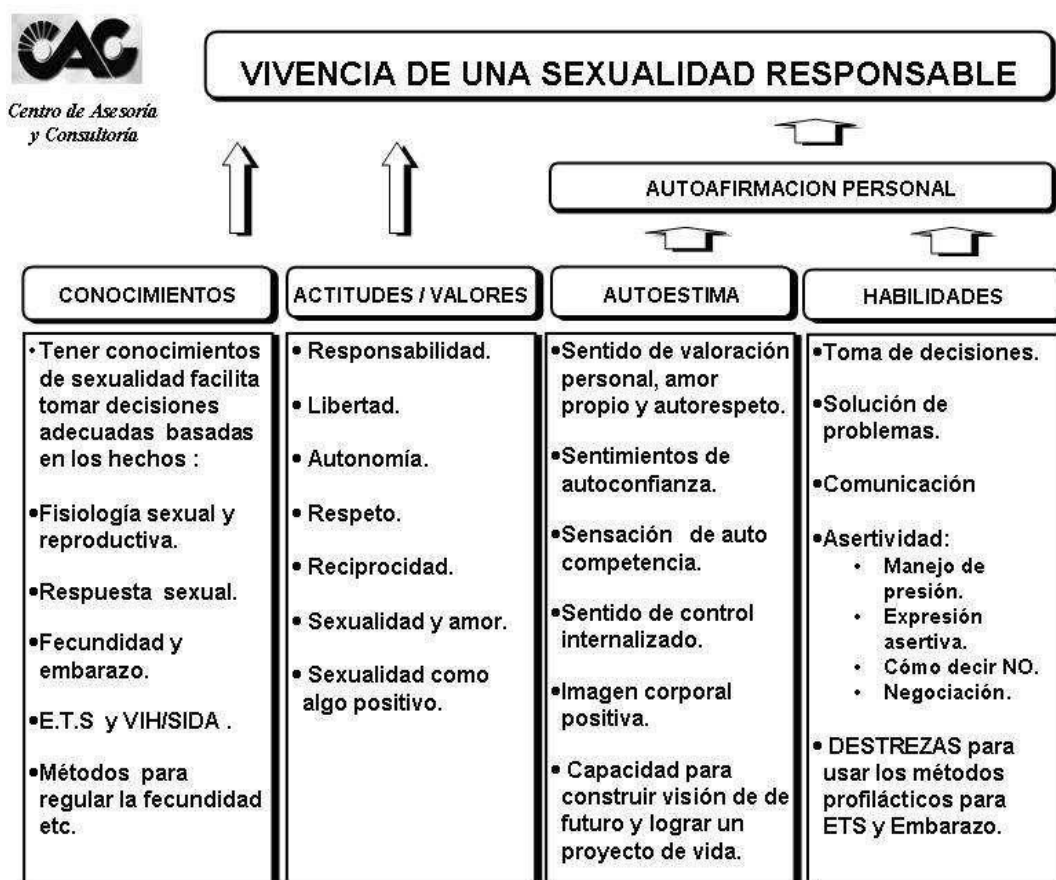 CAC
Centro de Asesoría
y Consultoría
VIVENCIA DE UNA SEXUALIDAD RESPONSABLE
AUTOAFIRMACION PERSONAL
CONOCIMIENTOS
• Tener conocimientos
de sexualidad facilita
tomar decisiones
adecuadas basadas
en los hechos :
•Fisiología sexual y
reproductiva.
•Respuesta sexual.
•Fecundidad y
embarazo.
•E.T.S y VIH/SIDA .
•Métodos para
regular la fecundidad
etc.
ACTITUDES / VALORES
• Responsabilidad.
• Libertad.
• Autonomía.
• Respeto.
• Reciprocidad.
• Sexualidad y amor.
• Sexualidad como
algo positivo.
AUTOESTIMA
•Sentido de valoración
personal, amor
propio y autorespeto.
•Sentimientos de
autoconfianza.
•Sensación de auto
competencia.
•Sentido de control
internalizado.
•Imagen corporal
positiva.
• Capacidad para
construir visión de de
futuro y lograr un
proyecto de vida.
HABILIDADES
•Toma de decisiones.
•Solución de
problemas.
•Comunicación
•Asertividad:
• Manejo de
presión.
• Expresión
asertiva.
• Cómo decir NO.
• Negociación.
• DESTREZAS para
usar los métodos
profilácticos para
ETS y Embarazo.